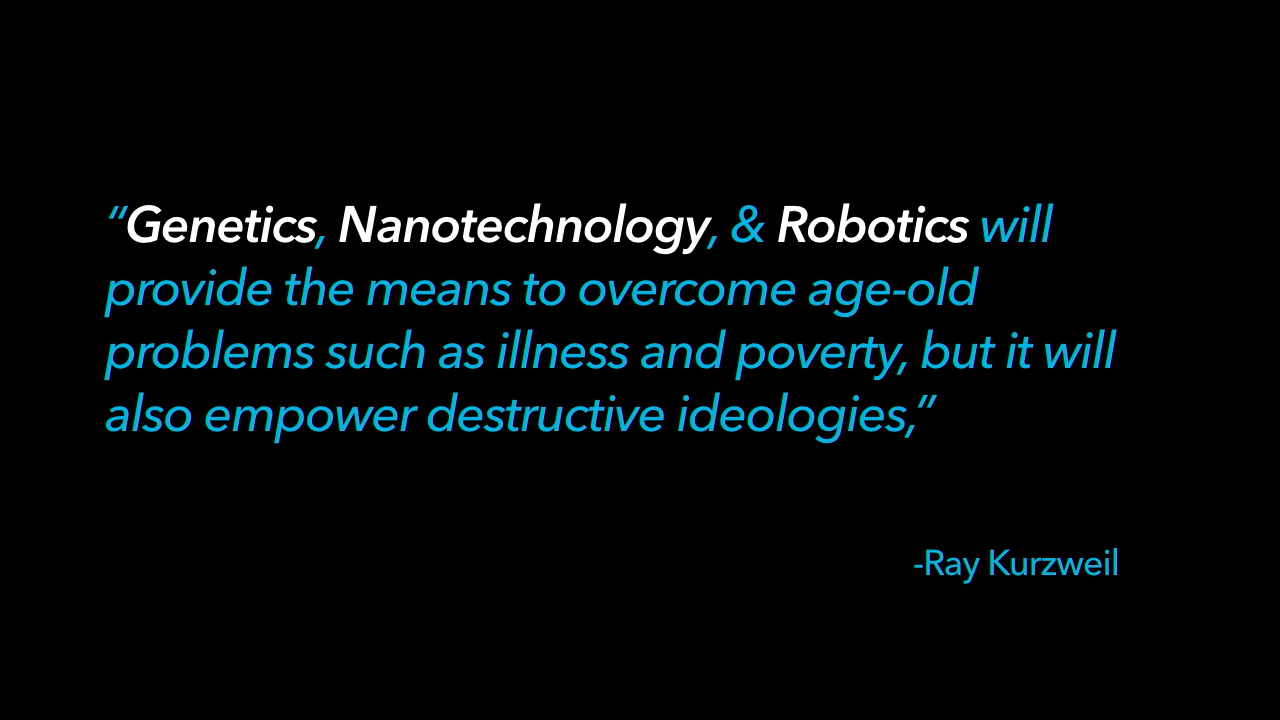 “Genetics, Nanotechnology, & Robotics will
provide the means to overcome age-old
problems such as illness and poverty, but it will
also empower destructive ideologies,”
-Ray Kurzweil